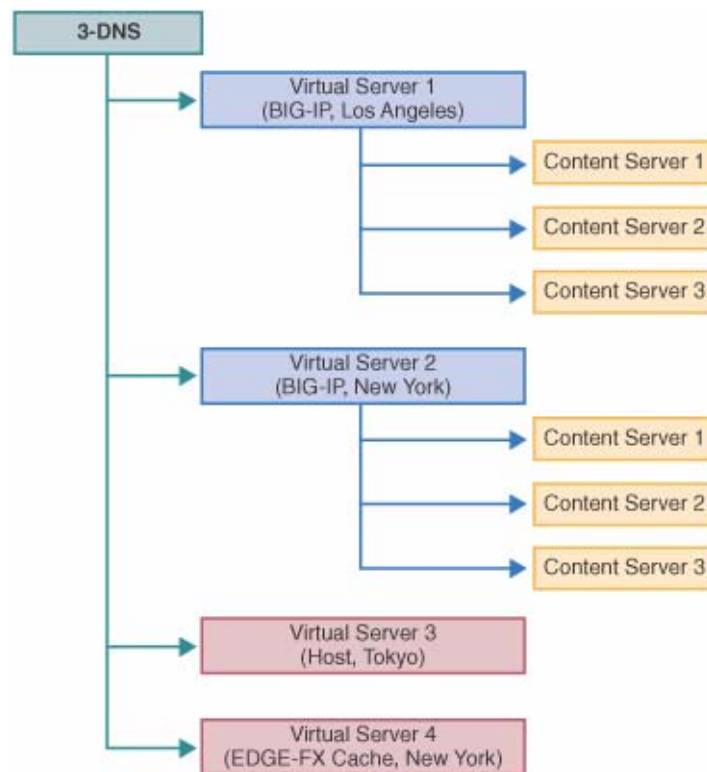 3-DNS
Virtual Server 1
(BIG-IP, Los Angeles)
Content Server 1
Content Server 2
Content Server 3
Virtual Server 2
(BIG-IP, New York)
Content Server 1
Content Server 2
Content Server 3
Virtual Server 3
(Host, Tokyo)
Virtual Server 4
(EDGE-FX Cache, New York)